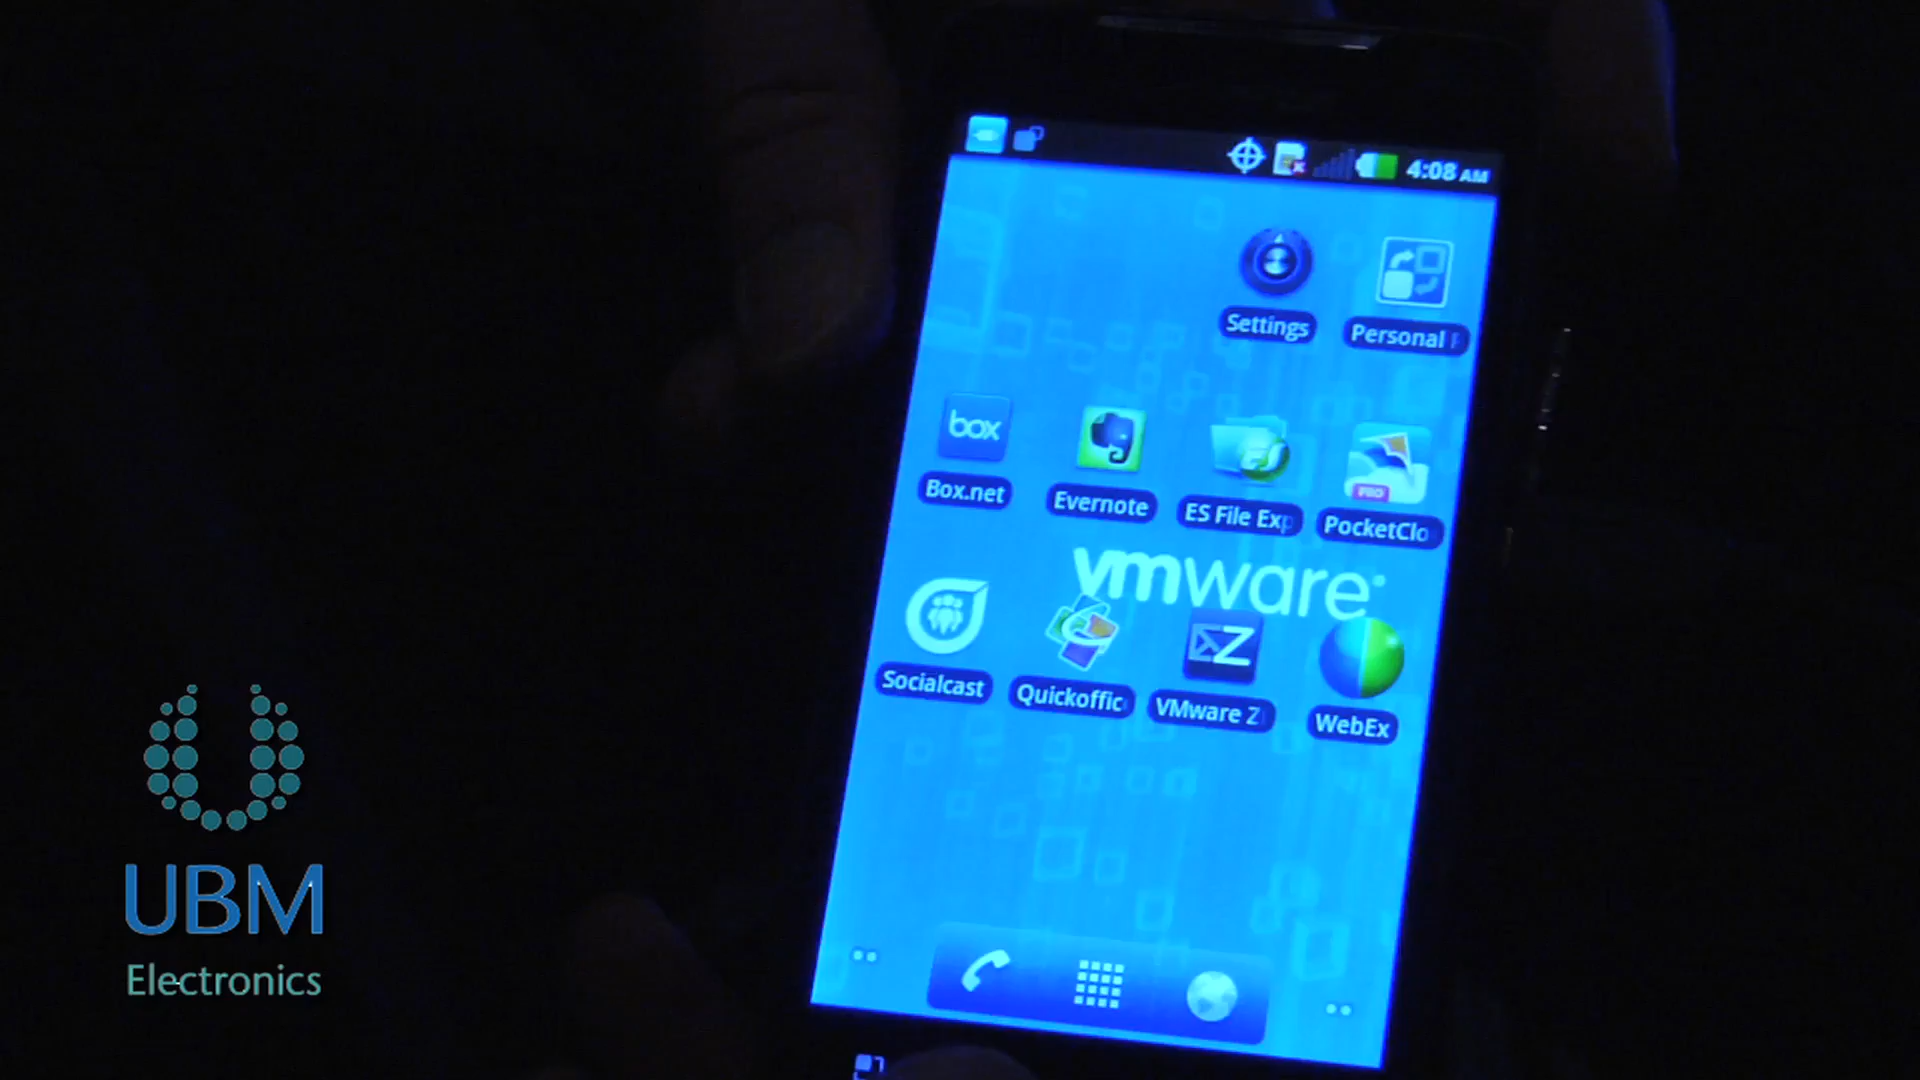 4:08 AM
Settings
Personal
box
Box.net
Evernote
ES File Exp
PRO
PocketClo
vmware
Socialcast
Quickoffic
Z
VMware Z
WebEx
UBM
Electronics